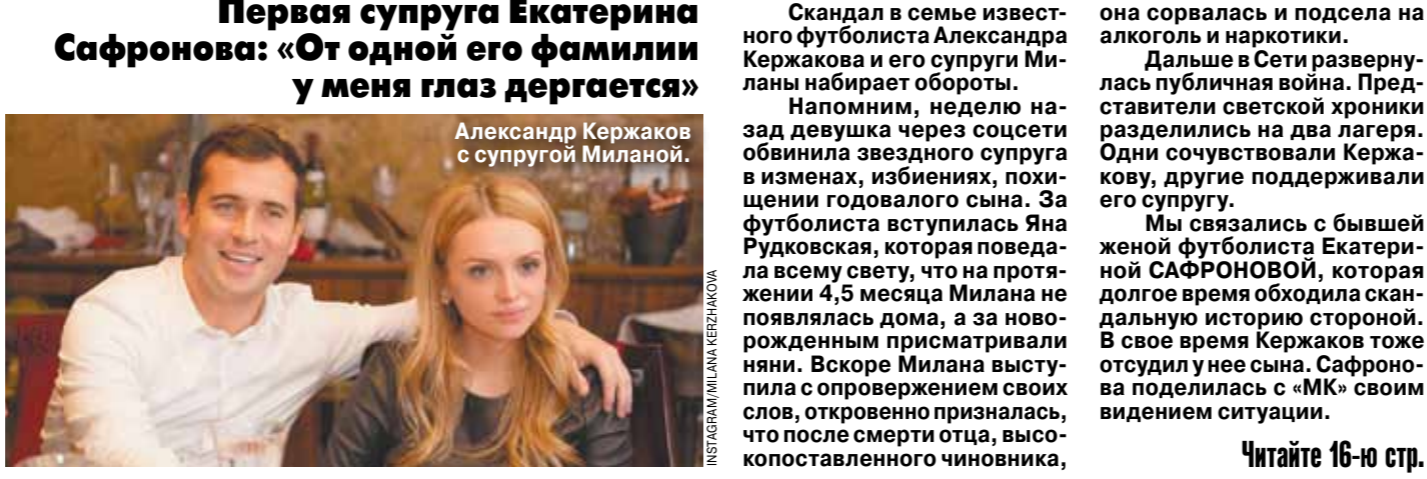 Первая супруга Екатерина
Сафронова: «От одной его фамилии
у меня глаз дергается»
Александр Кержаков
с супругой Миланой.
INSTAGRAM/MILANA KERZHAKOVA
Скандал в семье извест-
ного футболиста Александра
Кержакова и его супруги Ми-
ланы набирает обороты.
Напомним, неделю на-
зад девушка через соцсети
обвинила звездного супруга
в изменах, избиениях, похи-
щении годовалого сына. За
футболиста вступилась Яна
Рудковская, которая поведа-
ла всему свету, что на протя-
жении 4,5 месяца Милана не
появлялась дома, а за ново-
рожденным присматривали
няни. Вскоре Милана высту-
пила с опровержением своих
слов, откровенно призналась,
что после смерти отца, высо-
копоставленного чиновника,
она сорвалась и подсела на
алкоголь и наркотики.
Дальше в Сети разверну-
лась публичная война. Пред-
ставители светской хроники
разделились на два лагеря.
Одни сочувствовали Кержа-
кову, другие поддерживали
его супругу.
Мы связались с бывшей
женой футболиста Екатери-
ной САФРОНОВОЙ, которая
долгое время обходила скан-
дальную историю стороной.
В свое время Кержаков тоже
отсудил у нее сына. Сафроно-
ва поделилась с «МК» своим
видением ситуации.
Читайте 16-ю стр.